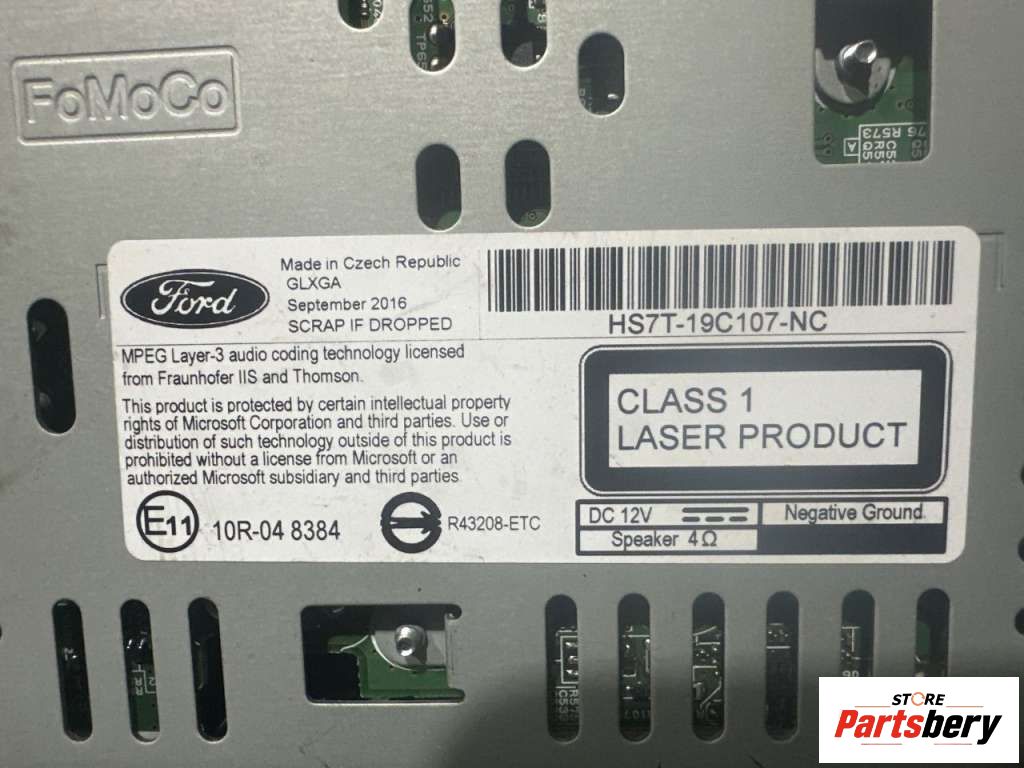 FoMoCo
Ford
Made in Czech Republic
GLXGA
September 2016
SCRAP IF DROPPED
HS7T-19C107-NC
MPEG Layer-3 audio coding technology licensed
from Fraunhofer IIS and Thomson.
This product is protected by certain intellectual property
rights of Microsoft Corporation and third parties. Use or
distribution of such technology outside of this product is
prohibited without a license from Microsoft or an
authorized Microsoft subsidiary and third parties
CLASS 1
LASER PRODUCT
E11
10R-04 8384
R43208-ETC
DC 12V
Negative Ground
Speaker 4Ω
R573
STORE
Partsbery